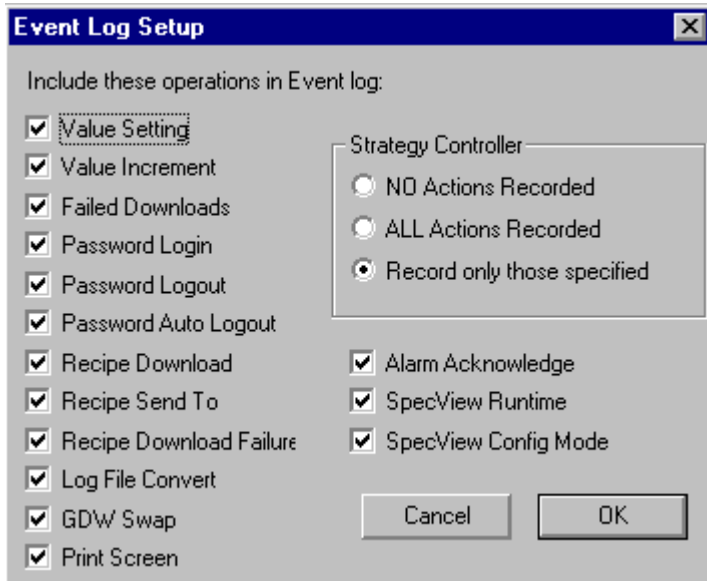 Event Log Setup
Include these operations in Event log:
Value Setting
Value Increment
Failed Downloads
Password Login
Password Logout
Password Auto Logout
Recipe Download
Recipe Send To
Recipe Download Failure
Log File Convert
GDW Swap
Print Screen
Strategy Controller
NO Actions Recorded
ALL Actions Recorded
Record only those specified
Alarm Acknowledge
SpecView Runtime
SpecView Config Mode
Cancel
OK